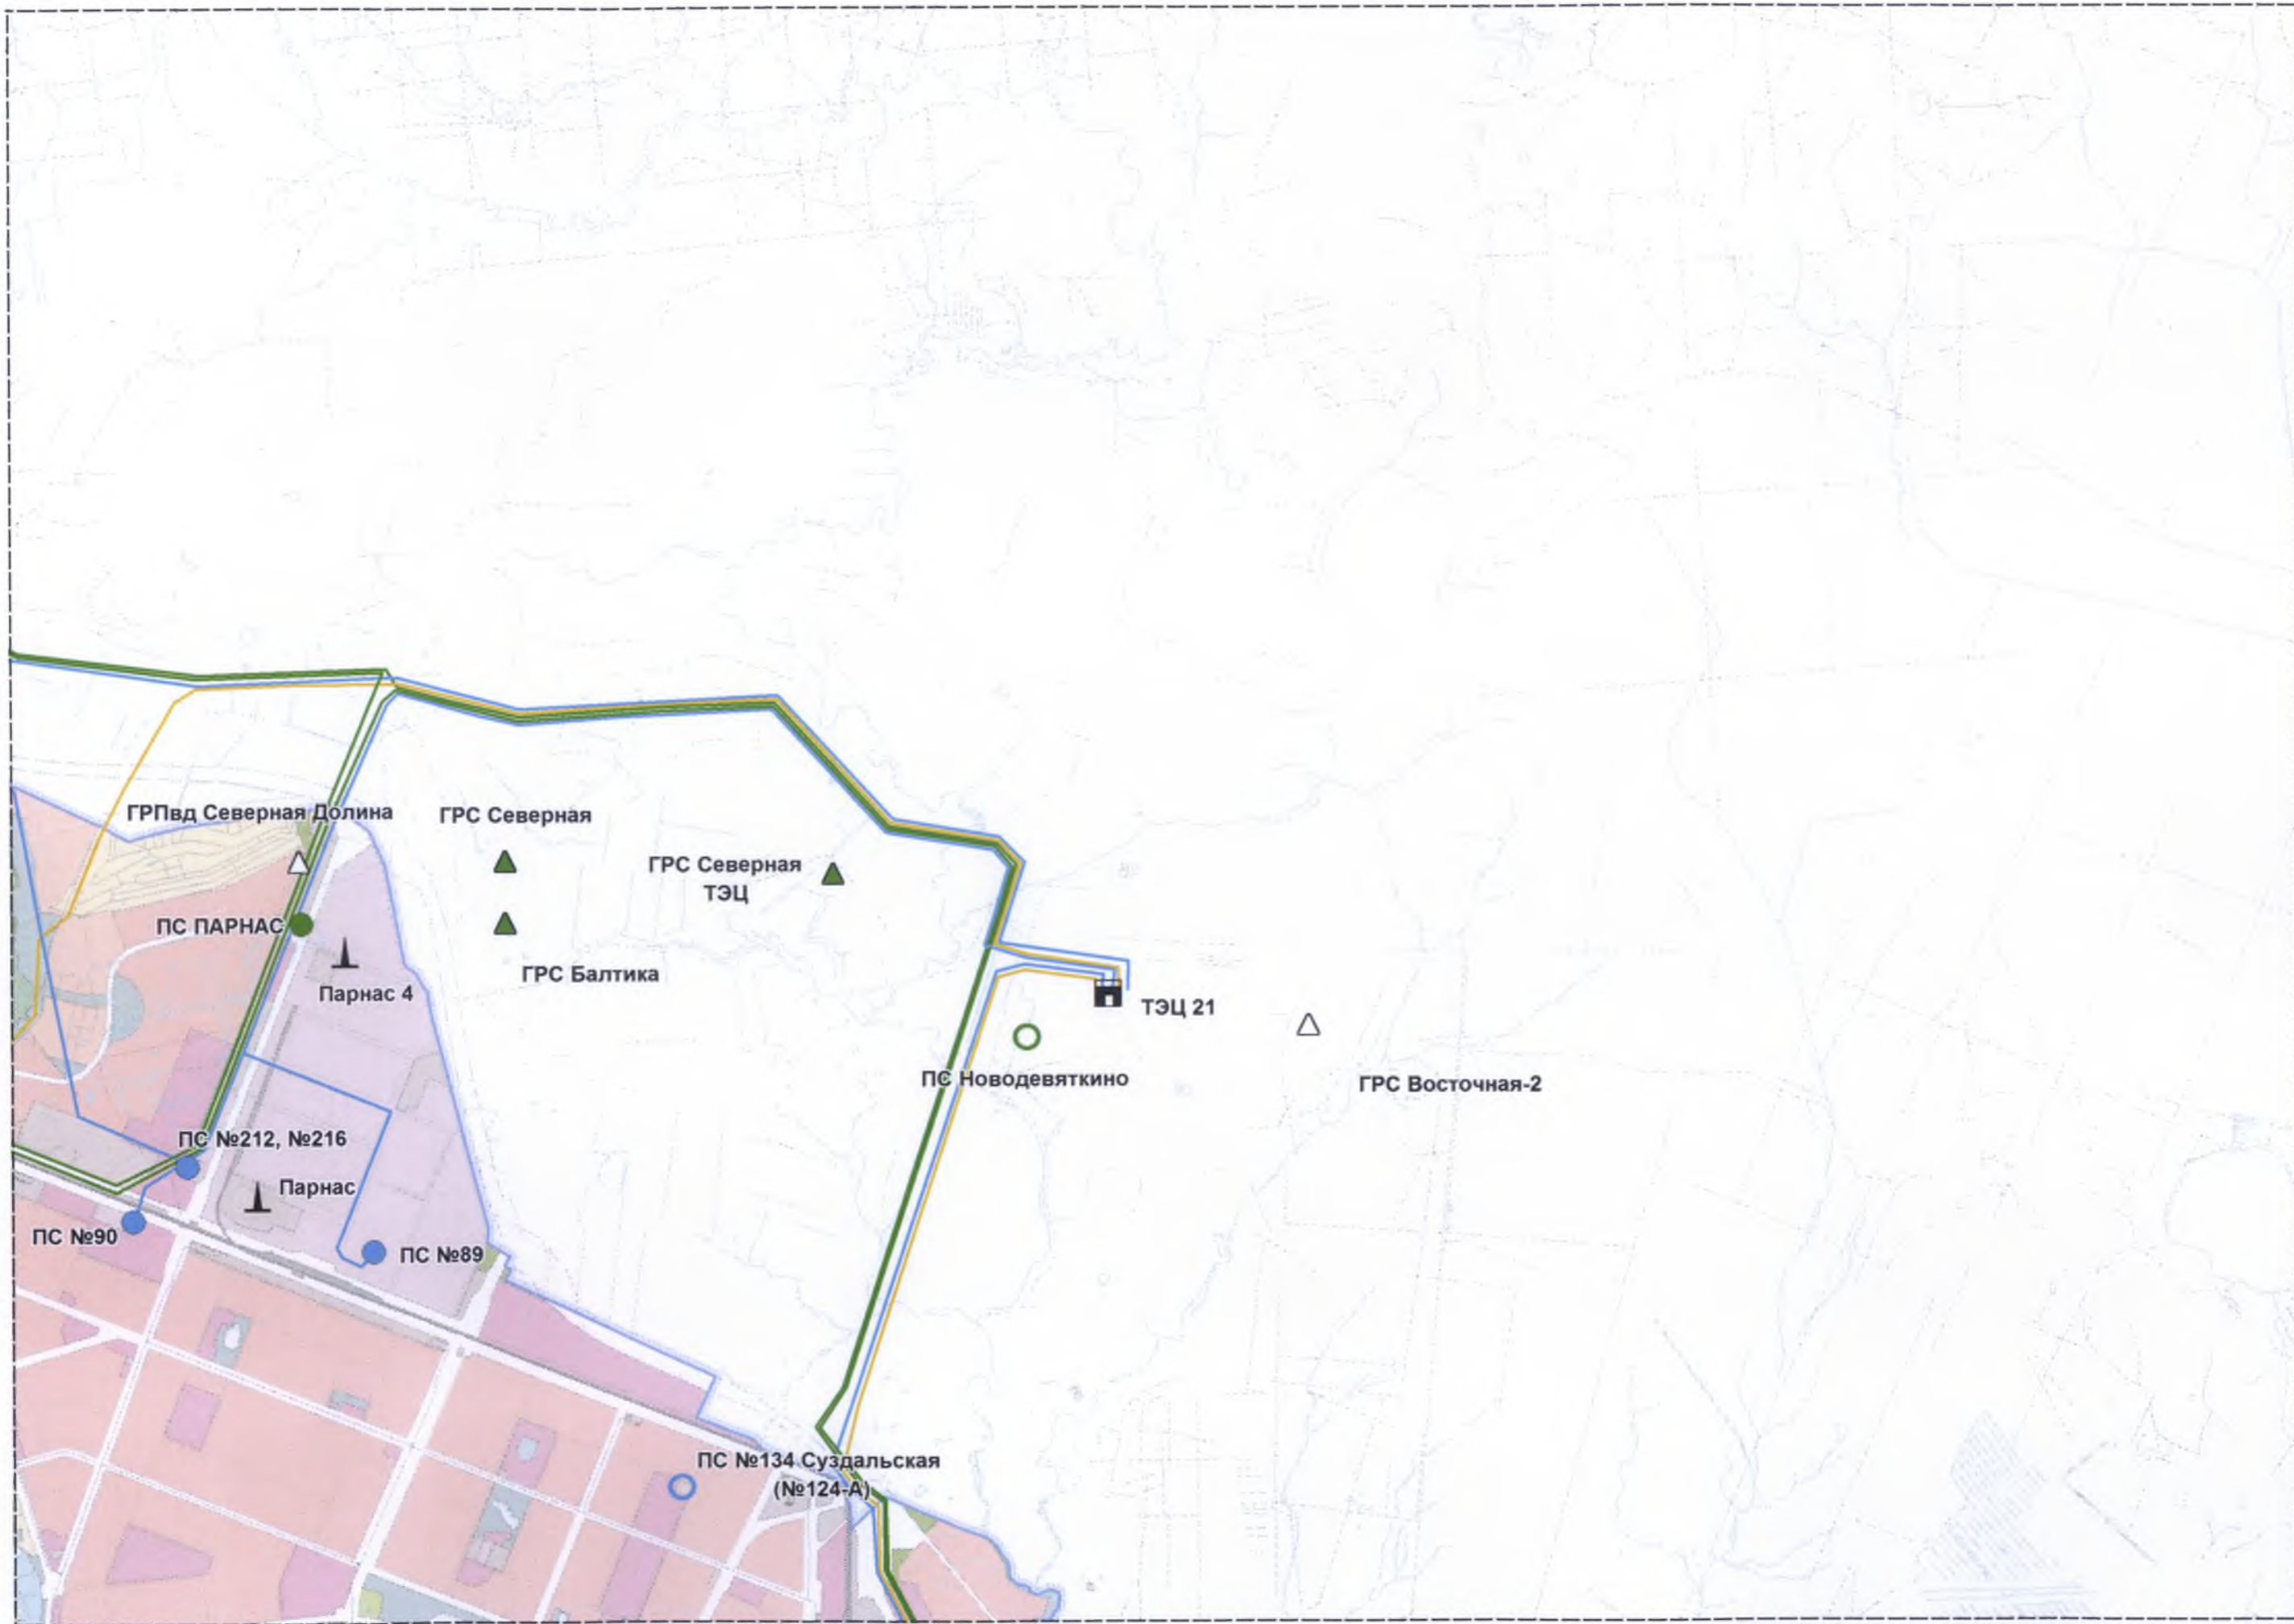 ГРПвд Северная Долина
ГРС Северная
ГРС Северная
ТЭЦ
ПС ПАРНАС
ГРС Балтика
Парнас 4
ТЭЦ 21
ПС Новодевяткино
ГРС Восточная-2
ПС №212, №216
Парнас
ПС №90
ПС №89
ПС №134 Суздальская
(№124-А)